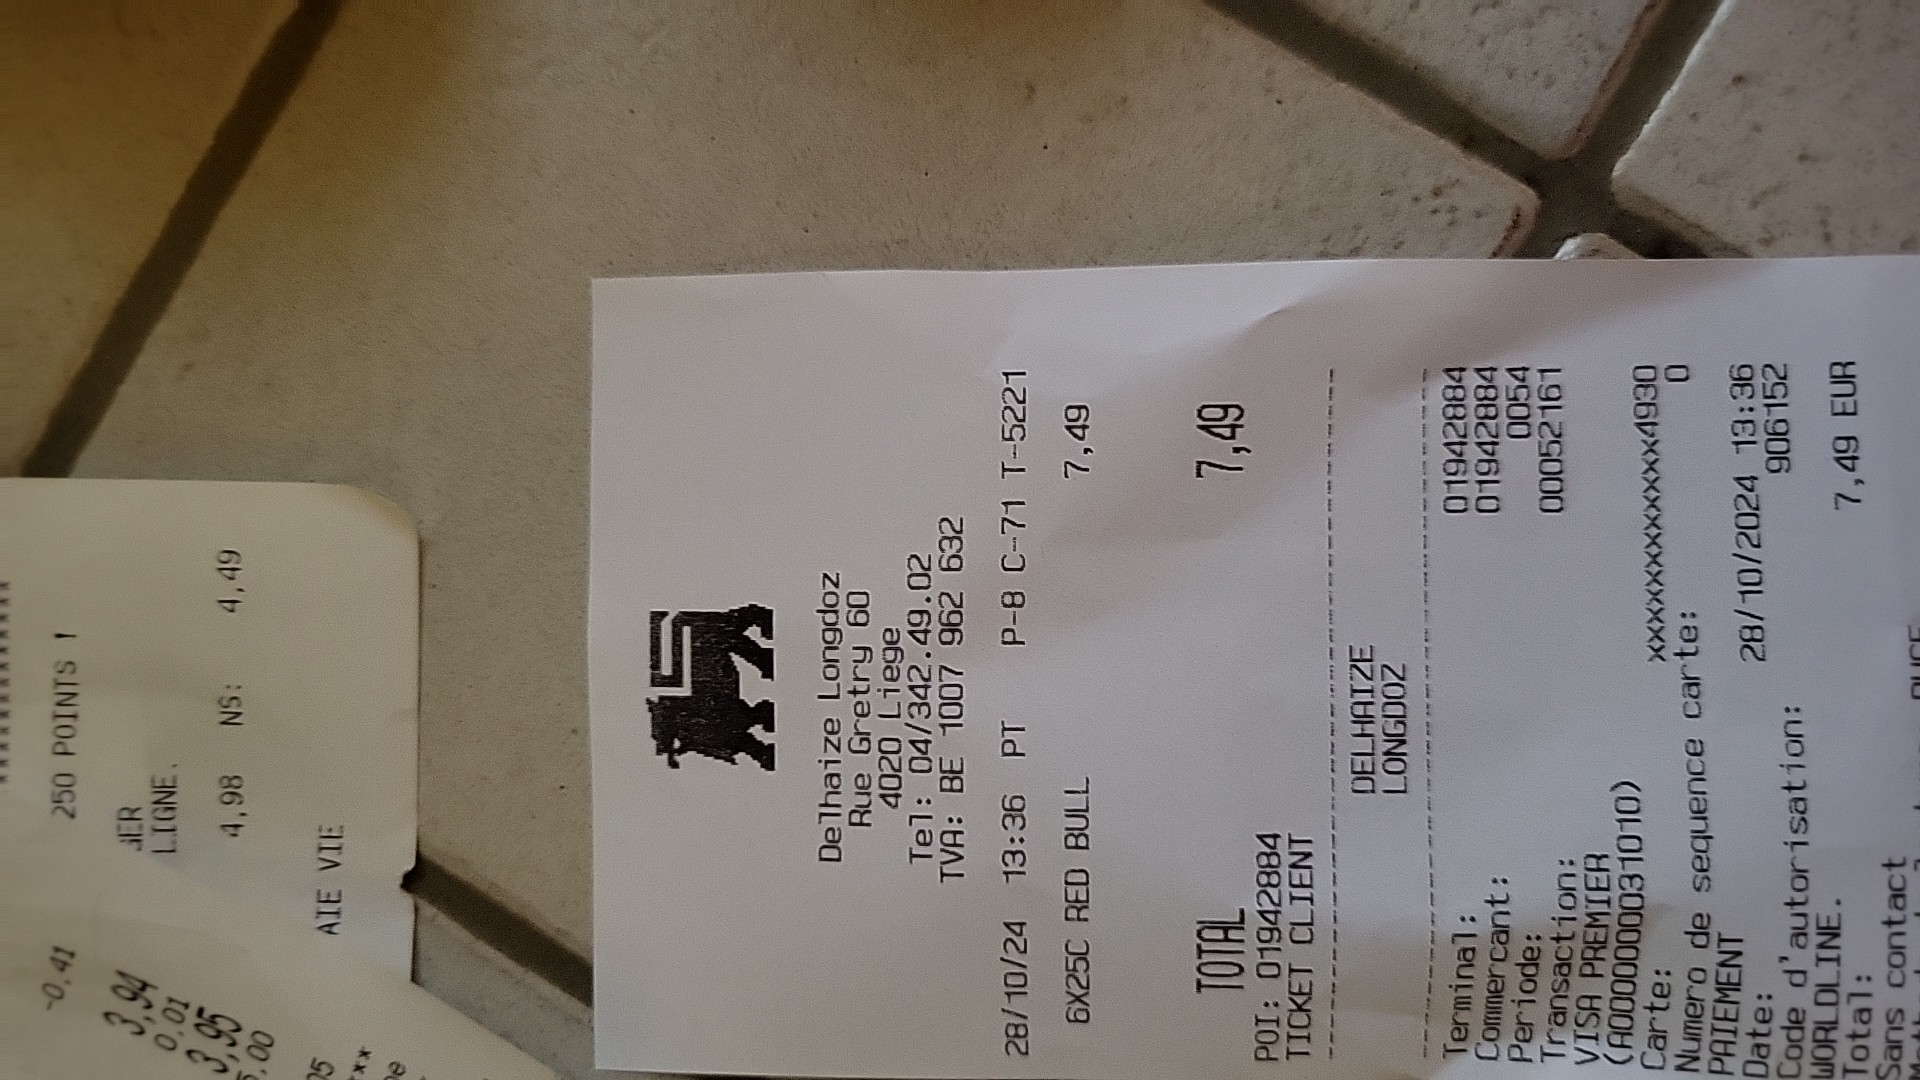 250 POINTS !
LIGNE.
4,98 NS: 4,49
AIE VIE
-0,41
3,94
0,01
3,95
Delhaize Longdoz
Rue Gretry 60
4020 Liege
Tel: 04/342.49.02
TVA: BE 1007 962 632
28/10/24 13:36 PT P-8 C-71 T-5221
6X25C RED BULL 7,49
TOTAL 7,49
POI: 01942884
TICKET CLIENT
DELHAIZE
LONGDOZ
Terminal: 01942884
Commercant: 01942884
Periode: 0054
Transaction: 00052161
VISA PREMIER
(A0000000031010)
Carte: xxxxxxxxxxxxxxx4930
Numero de sequence carte: 0
PAIEMENT
Date: 28/10/2024 13:36
Code d'autorisation: 906152
WORLDLINE.
Total: 7,49 EUR
Sans contact